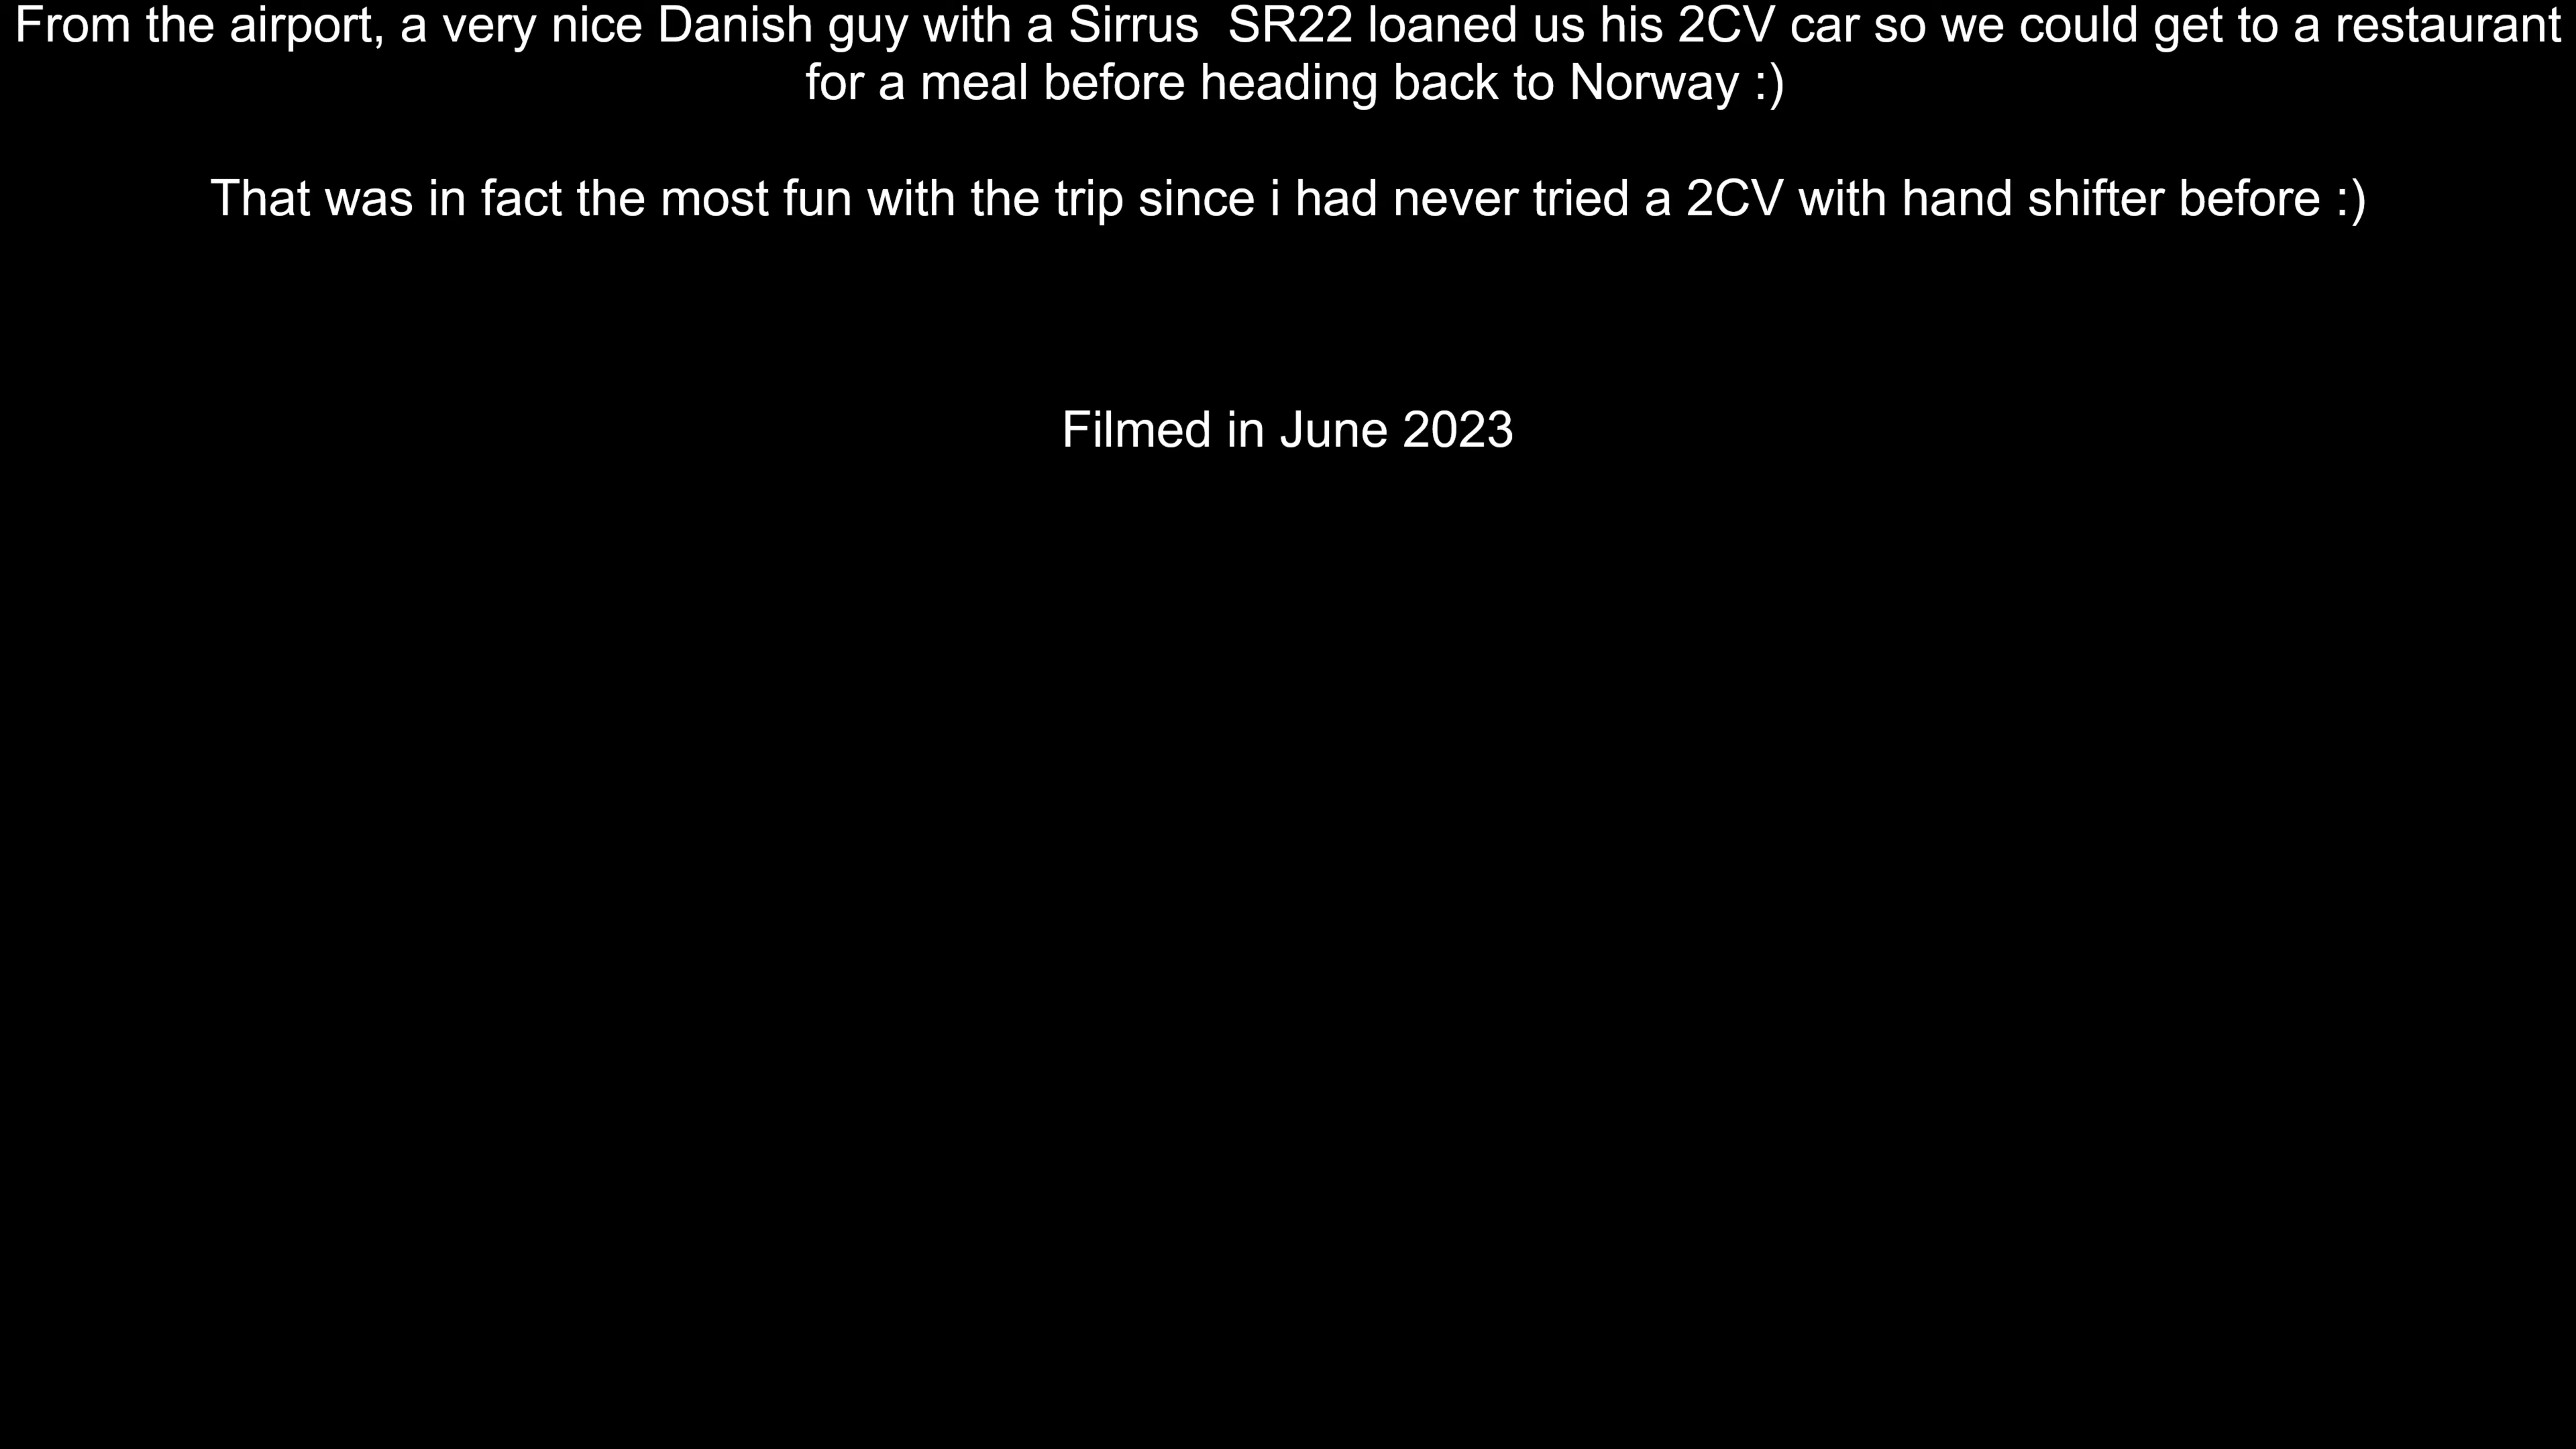 From the airport, a very nice Danish guy with a Sirrus  SR22 loaned us his 2CV car so we could get to a restaurant
for a meal before heading back to Norway :)
That was in fact the most fun with the trip since i had never tried a 2CV with hand shifter before :)
Filmed in June 2023